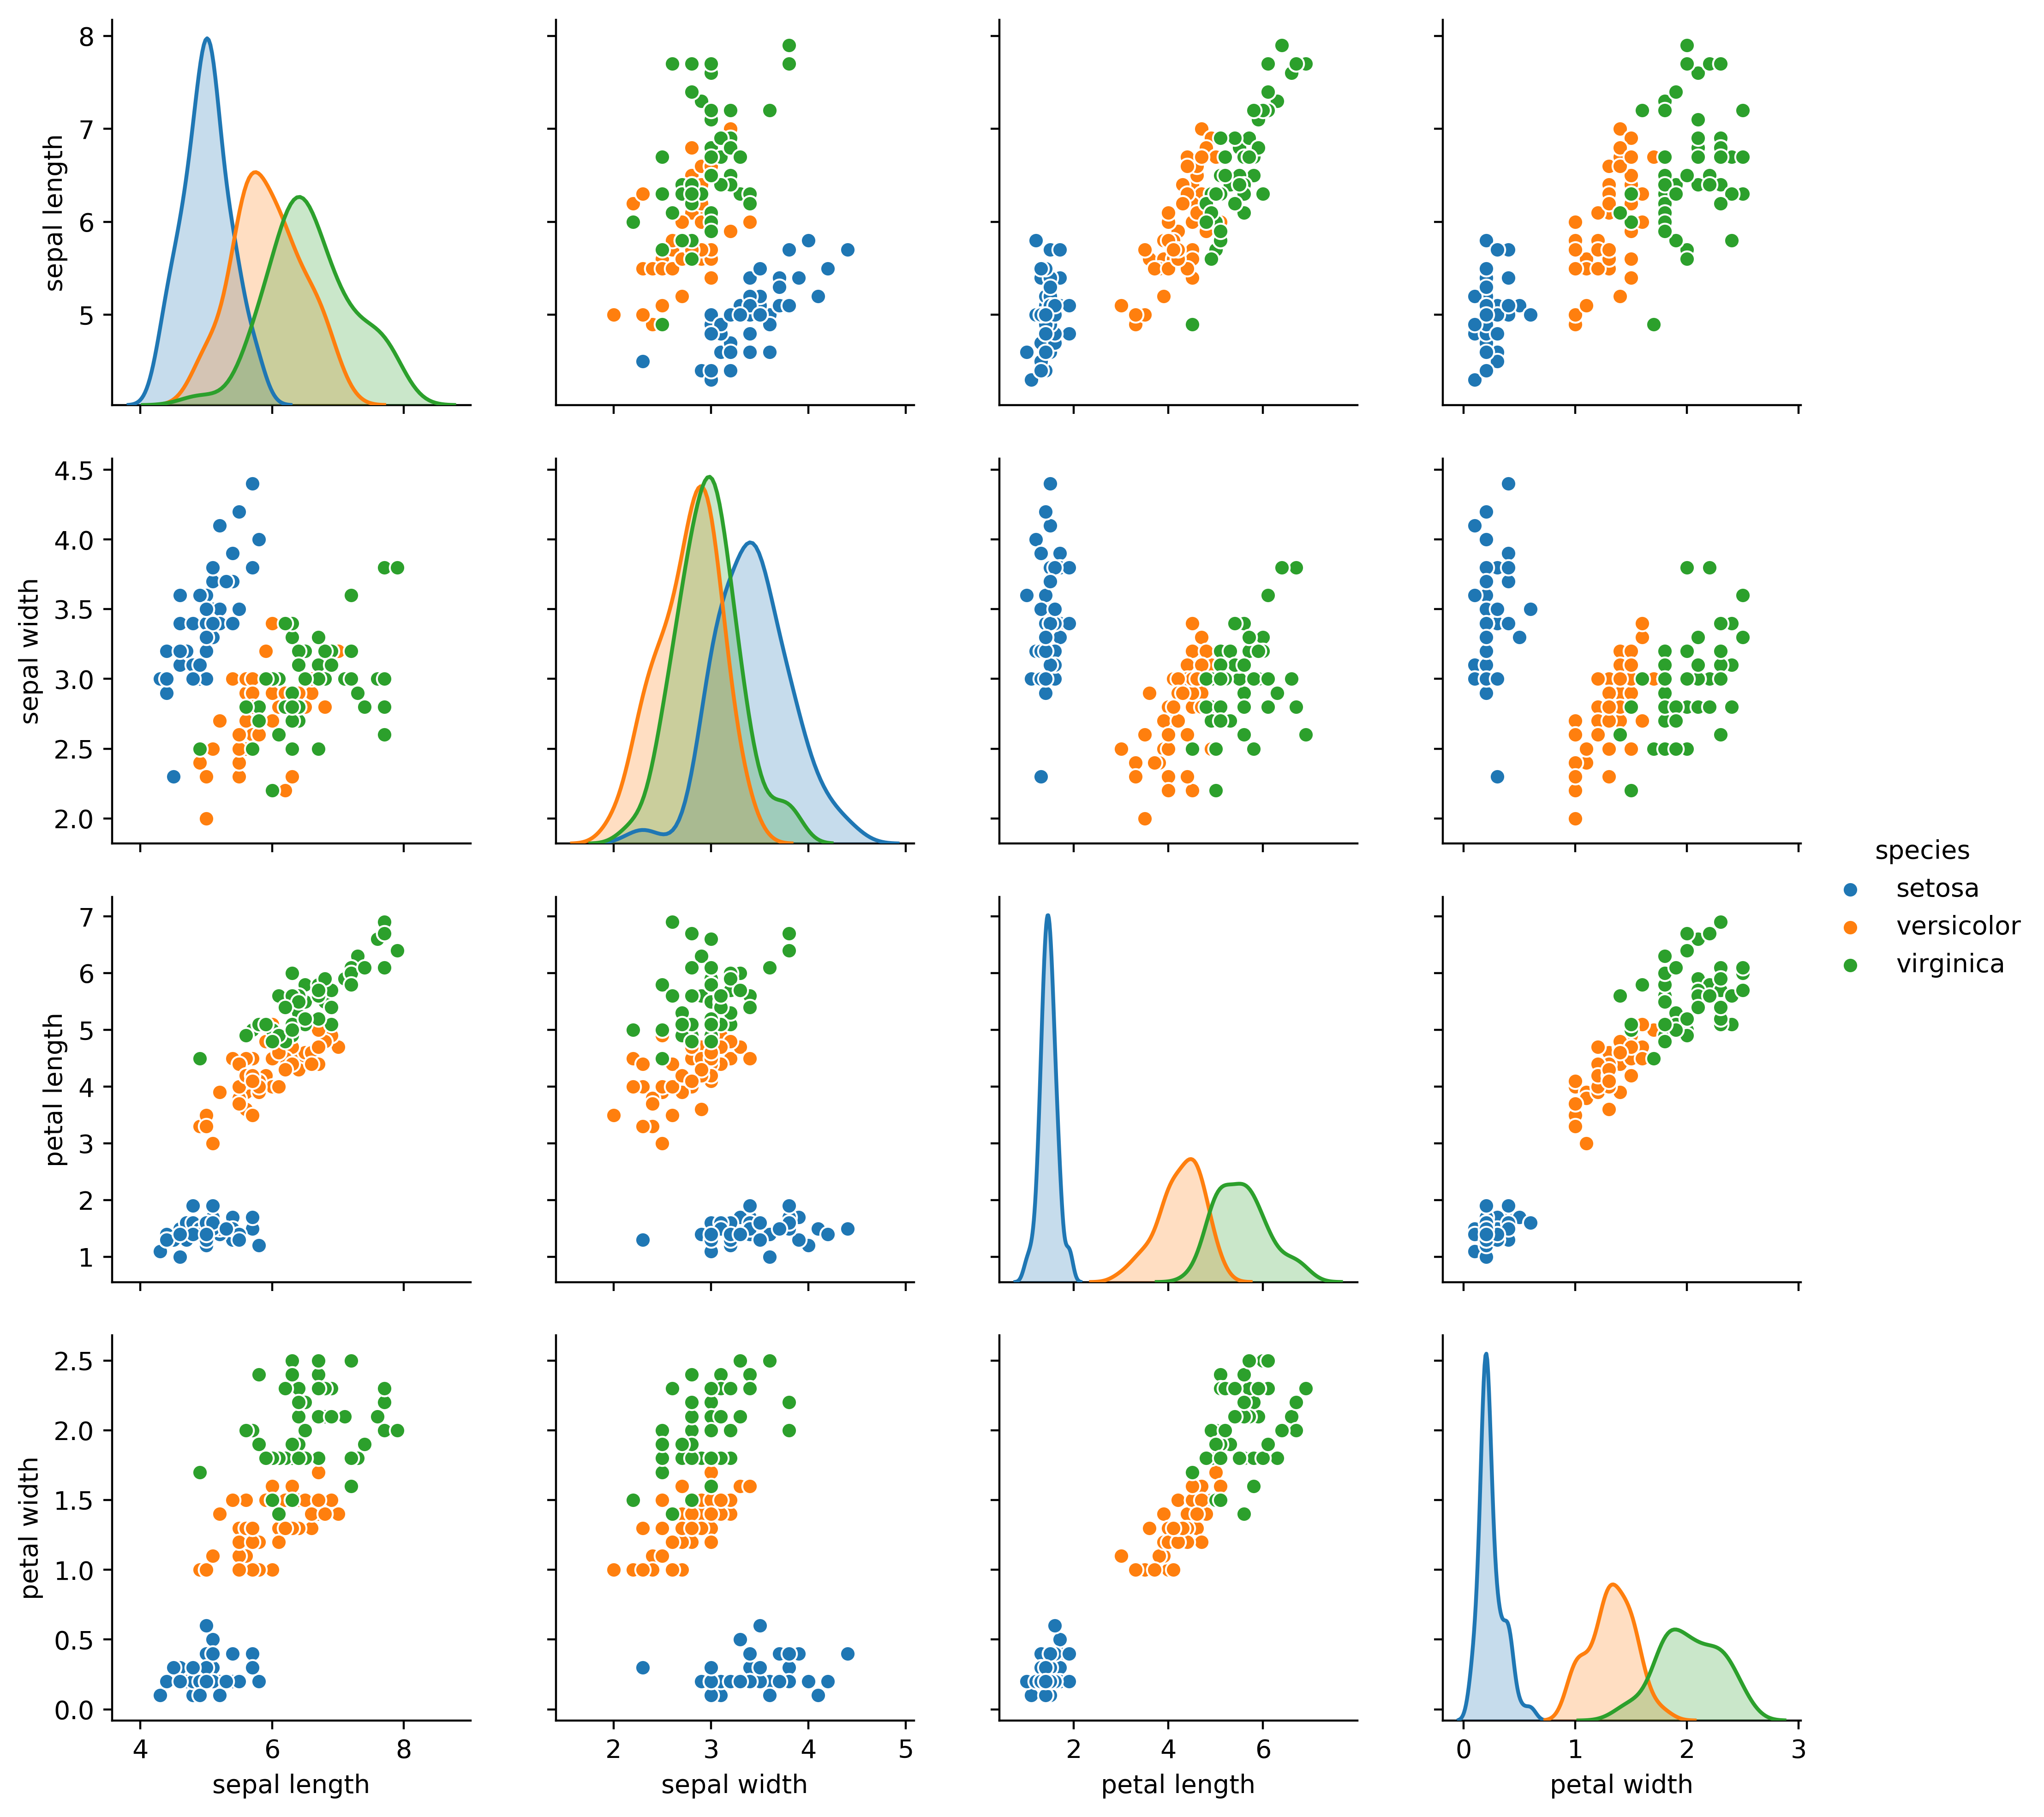 8
7
6
5
sepal length
4.5
4.0
3.5
3.0
2.5
2.0
sepal width
7
6
5
4
3
2
1
petal length
2.5
2.0
1.5
1.0
0.5
0.0
petal width
4 6 8
sepal length
2 3 4 5
sepal width
2 4 6
petal length
0 1 2 3
petal width
species
setosa
versicolor
virginica